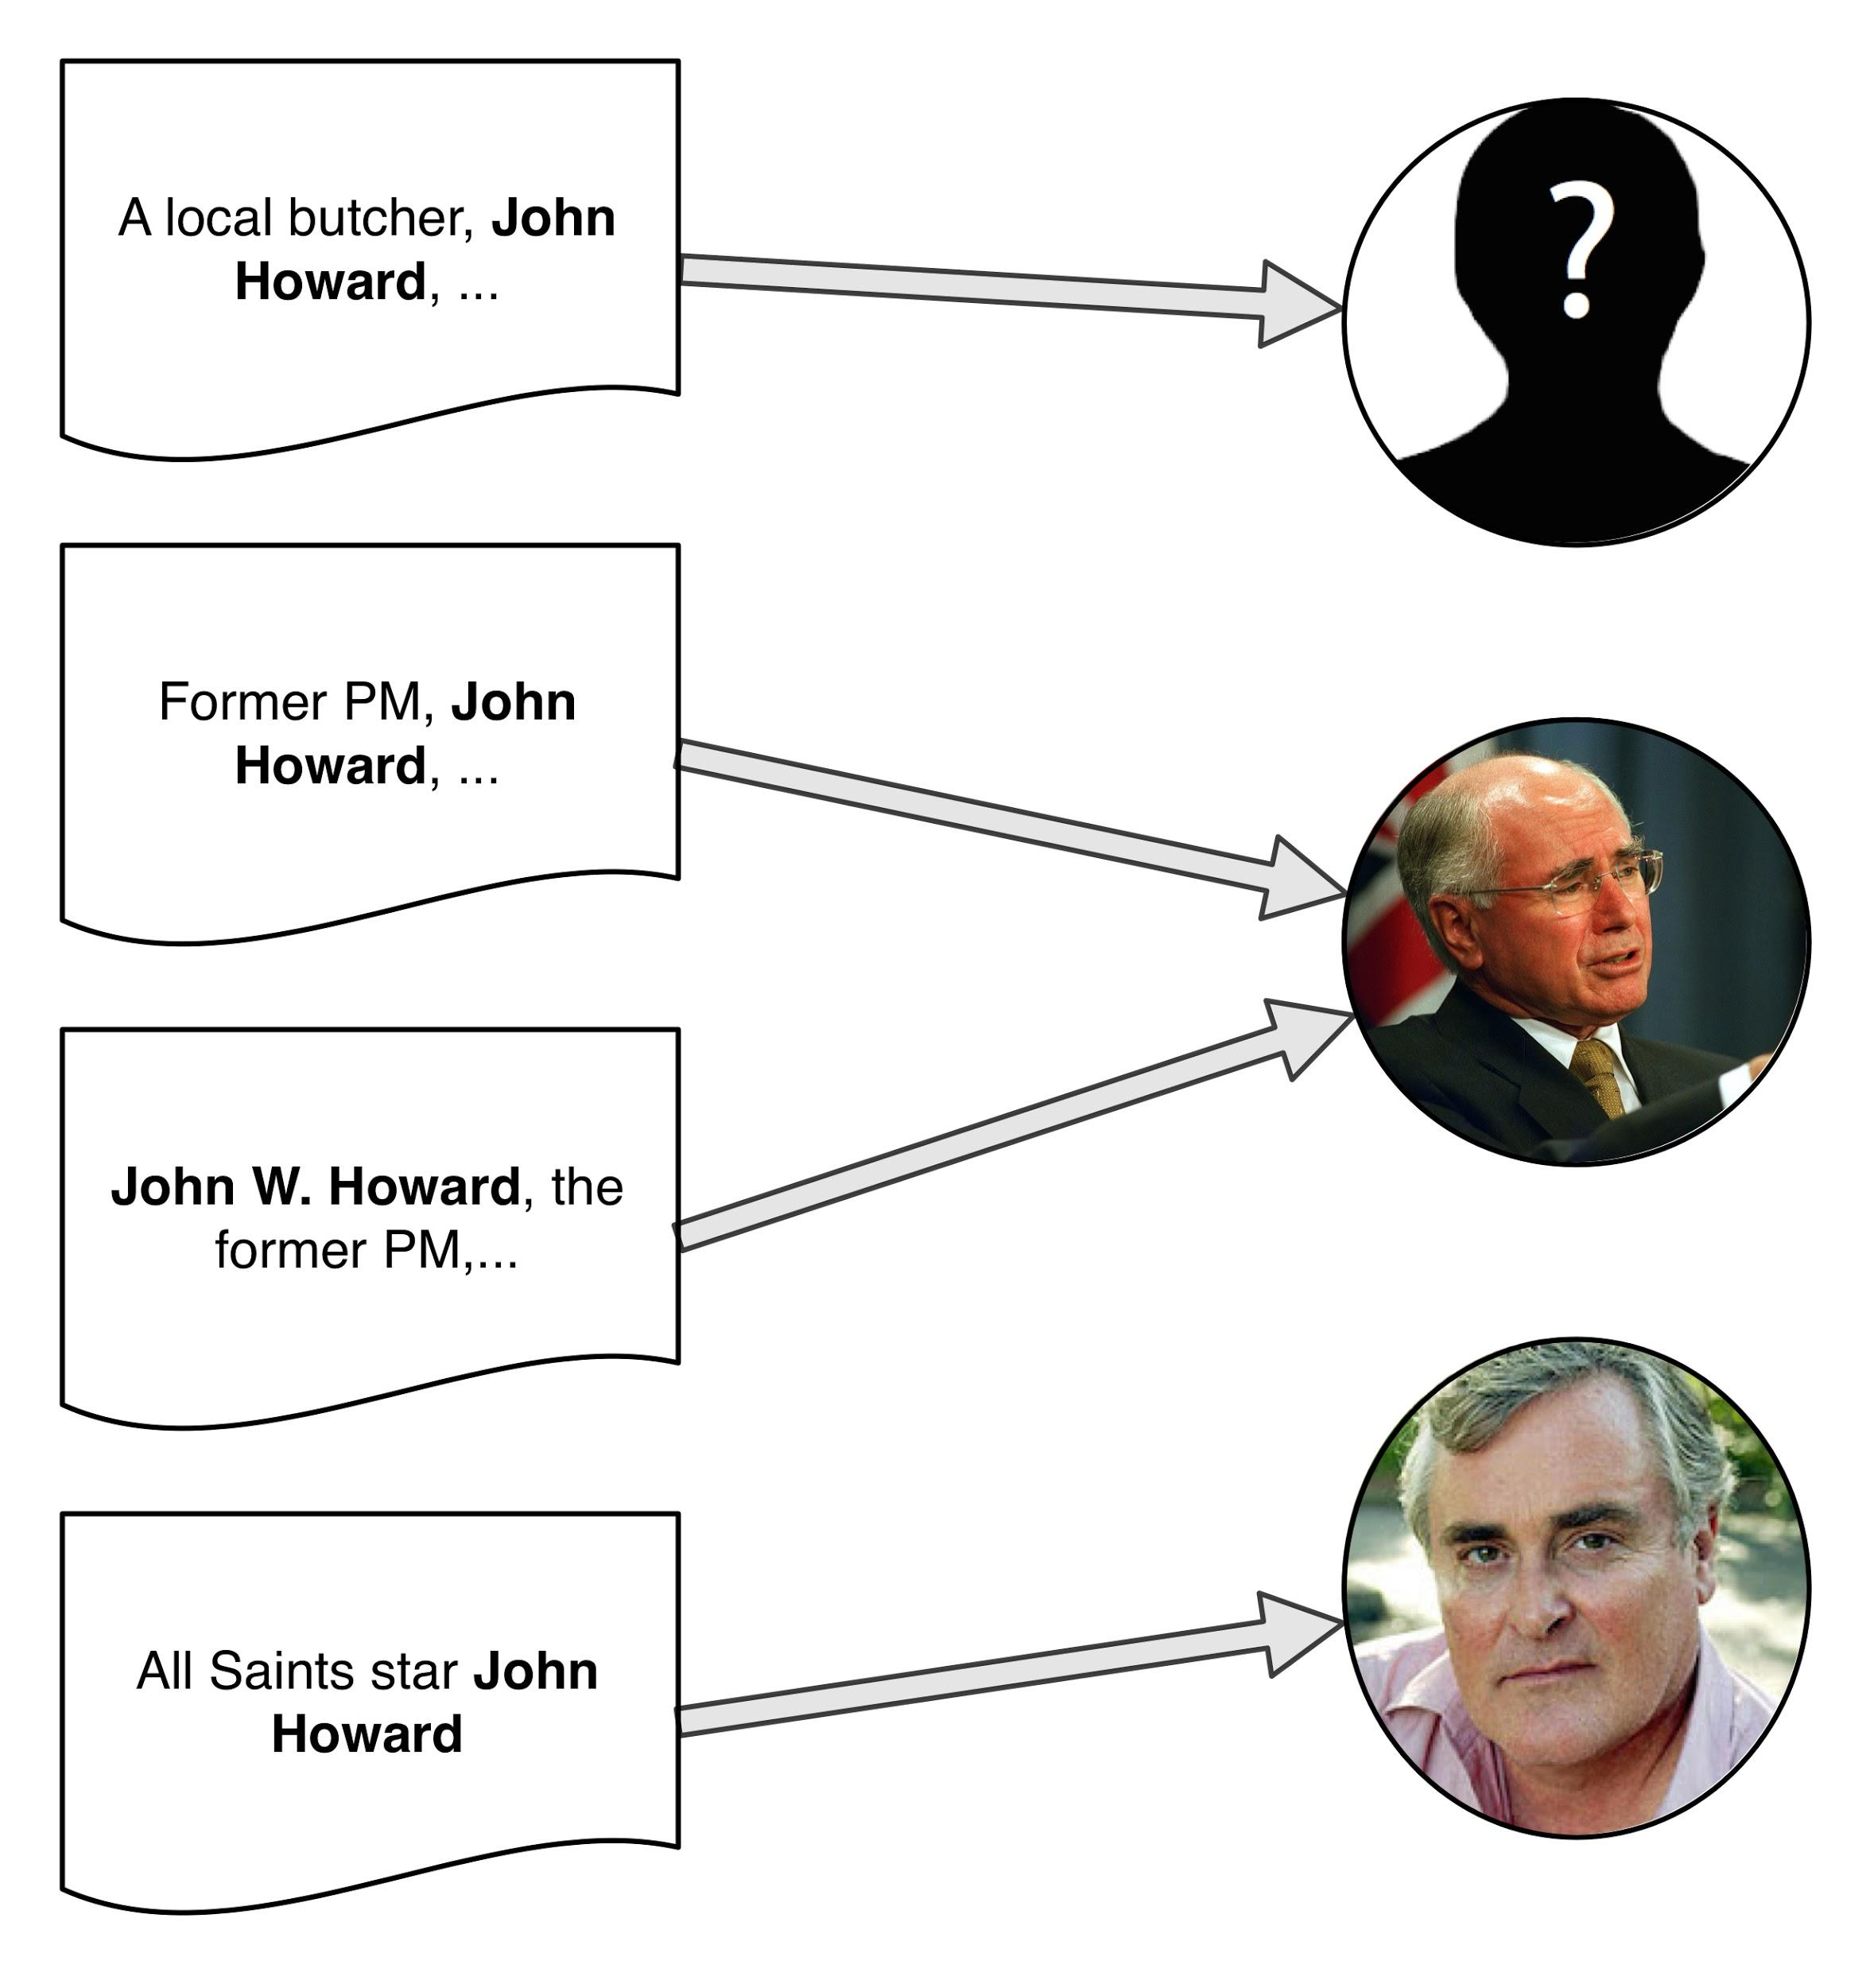 A local butcher, John
Howard, ...
?
Former PM, John
Howard, ...
John W. Howard, the
former PM,...
All Saints star John
Howard